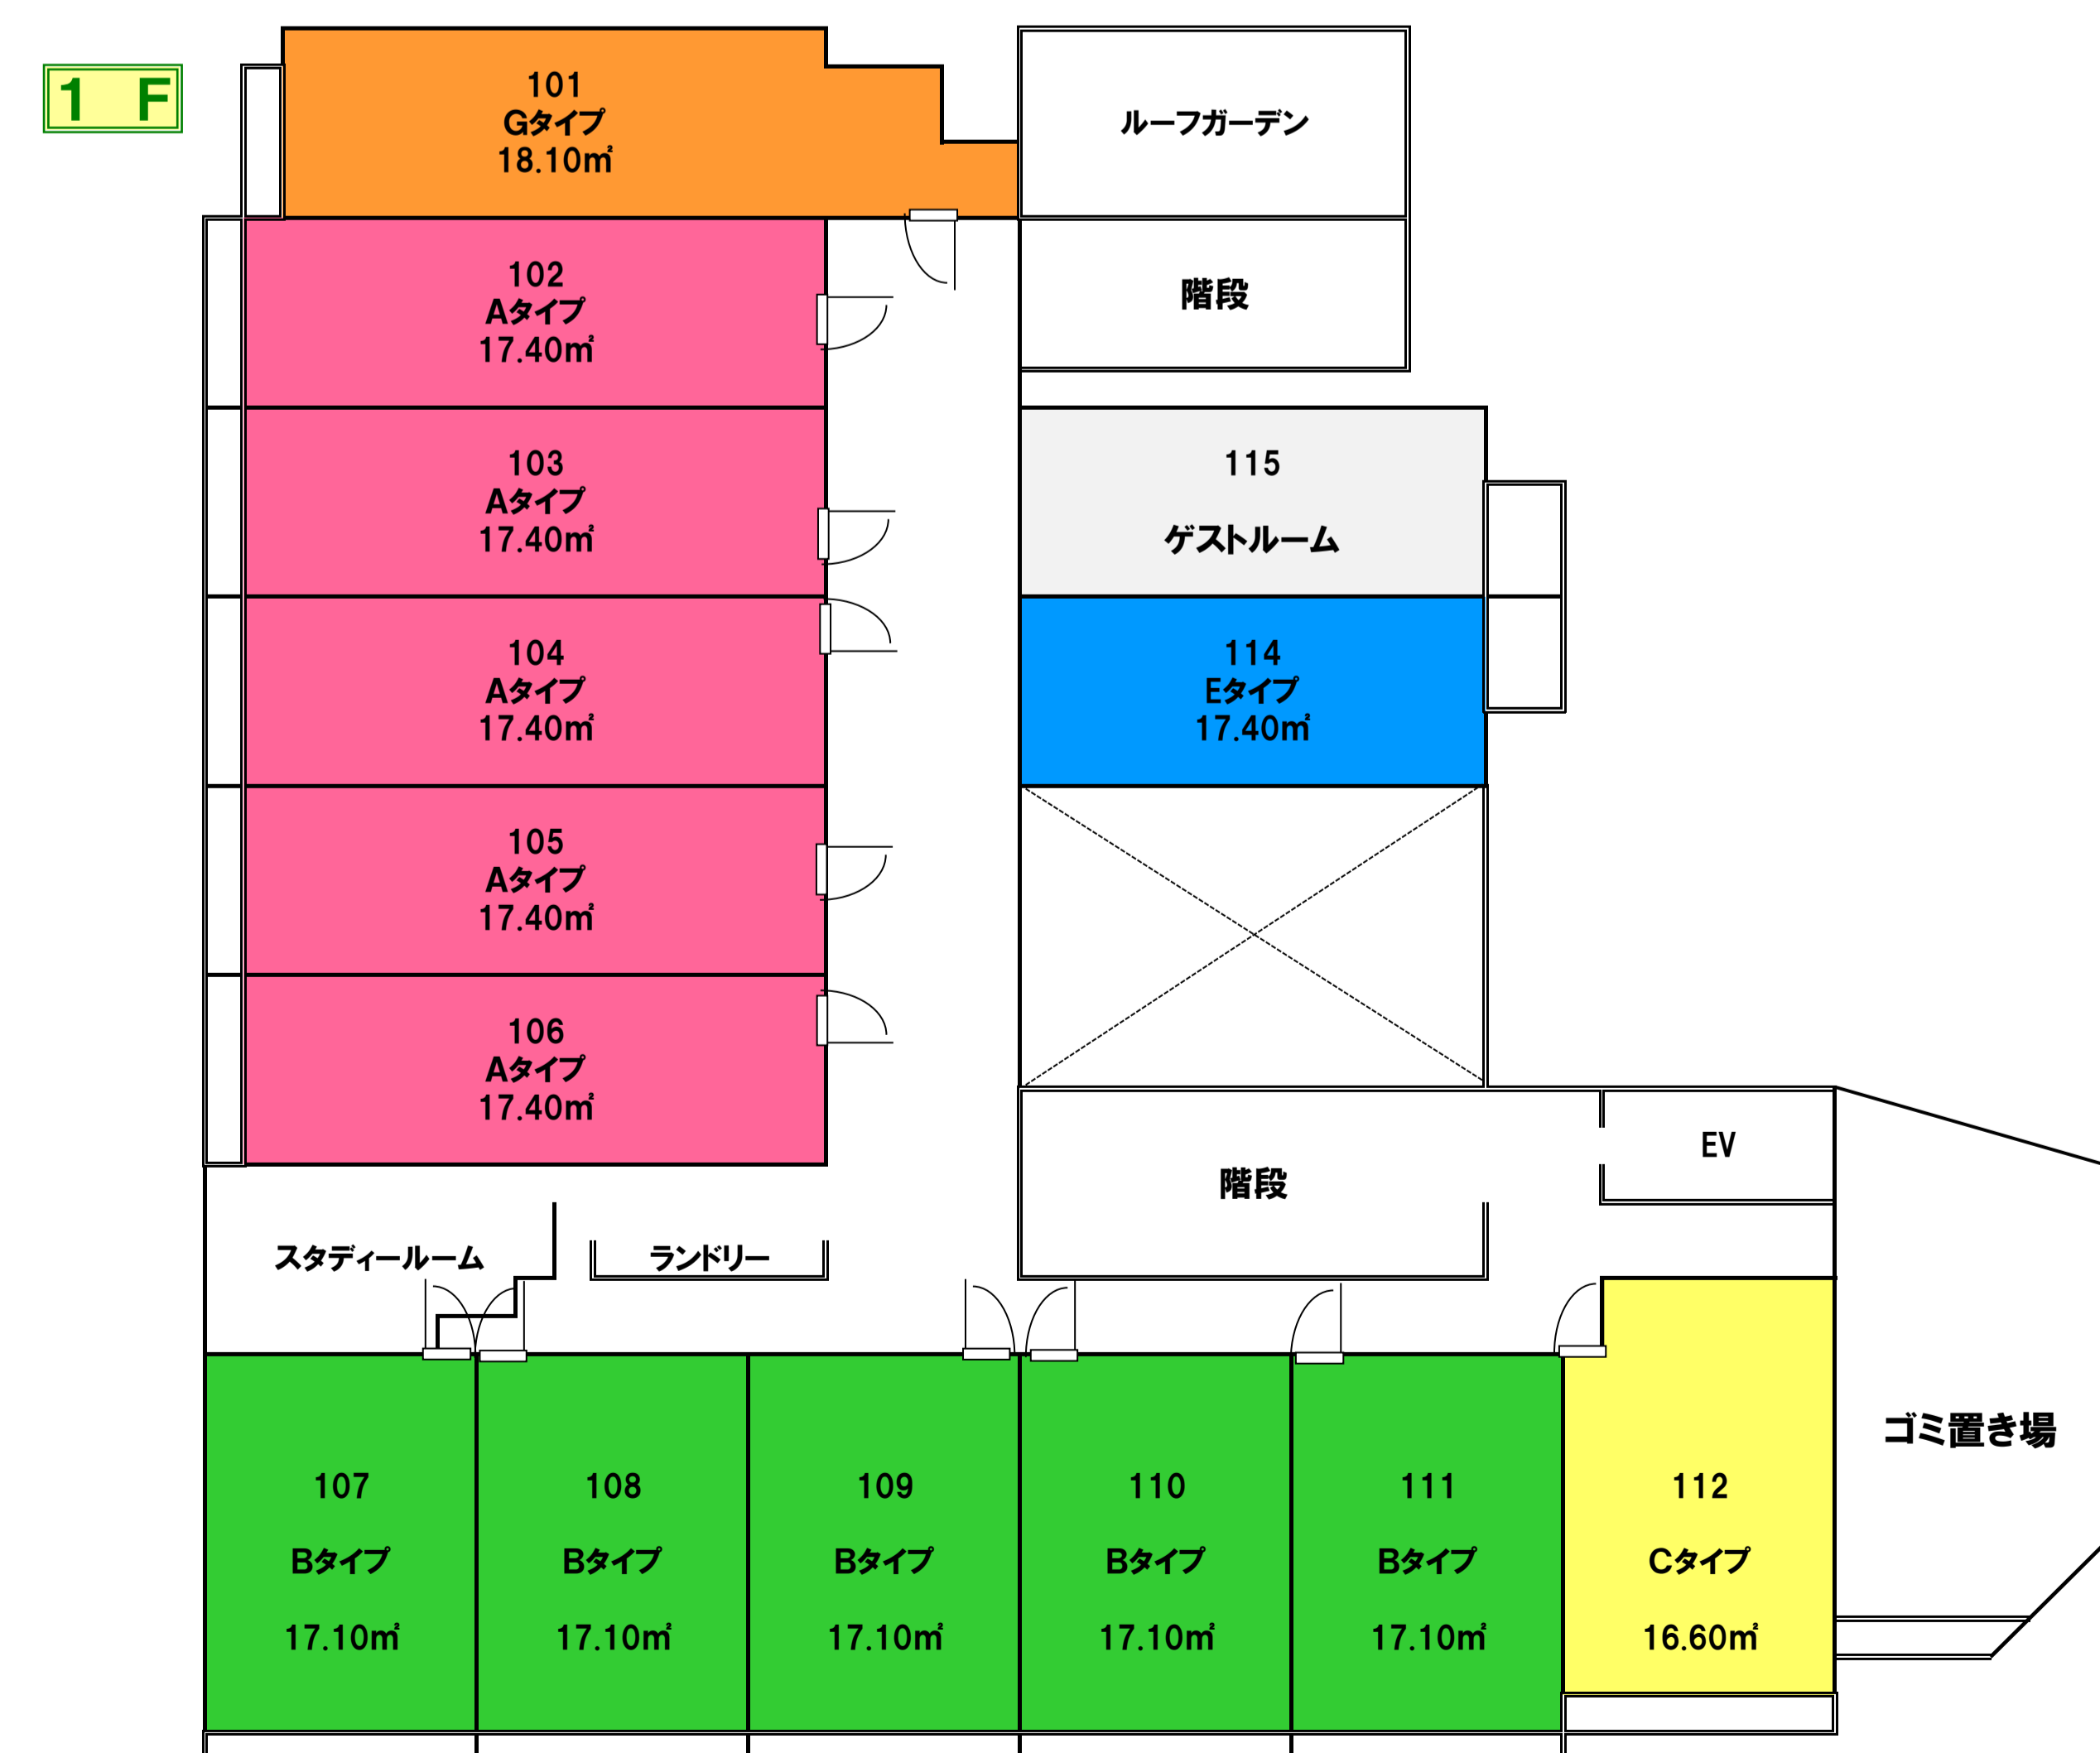 1 F
101
Gタイプ
18.10㎡
ルーフガーデン
102
Aタイプ
17.40㎡
階段
103
Aタイプ
17.40㎡
115
ゲストルーム
104
Aタイプ
17.40㎡
114
Eタイプ
17.40㎡
105
Aタイプ
17.40㎡
106
Aタイプ
17.40㎡
EV
階段
スタディールーム
ランドリー
ゴミ置き場
107
Bタイプ
17.10㎡
108
Bタイプ
17.10㎡
109
Bタイプ
17.10㎡
110
Bタイプ
17.10㎡
111
Bタイプ
17.10㎡
112
Cタイプ
16.60㎡